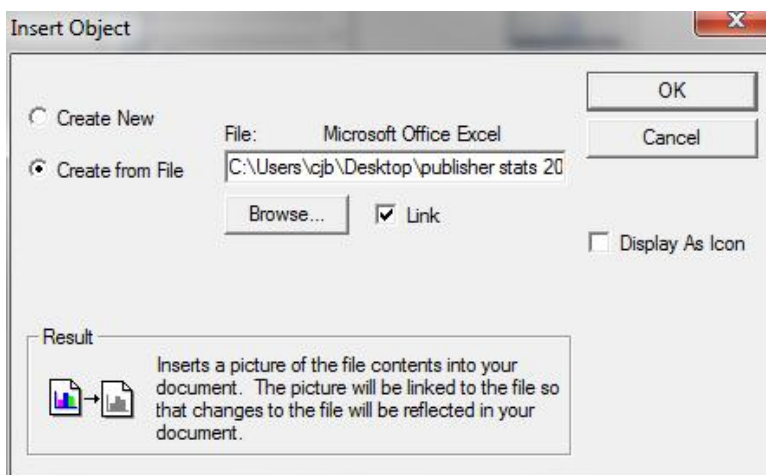 Insert Object
OK
Create New
File: Microsoft Office Excel
Cancel
Create from File
C:\Users\cjb\Desktop\publisher stats 20
Browse...
Link
Display As Icon
Result
Inserts a picture of the file contents into your
document. The picture will be linked to the file so
that changes to the file will be reflected in your
document.